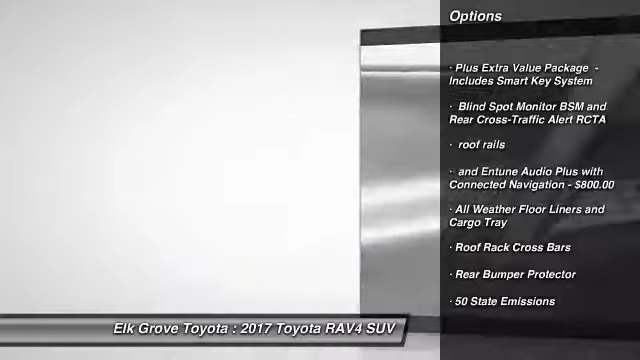 Options
· Plus Extra Value Package -
Includes Smart Key System
· Blind Spot Monitor BSM and
Rear Cross-Traffic Alert RCTA
· roof rails
· and Entune Audio Plus with
Connected Navigation - $800.00
· All Weather Floor Liners and
Cargo Tray
· Roof Rack Cross Bars
· Rear Bumper Protector
· 50 State Emissions
Elk Grove Toyota : 2017 Toyota RAV4 SUV